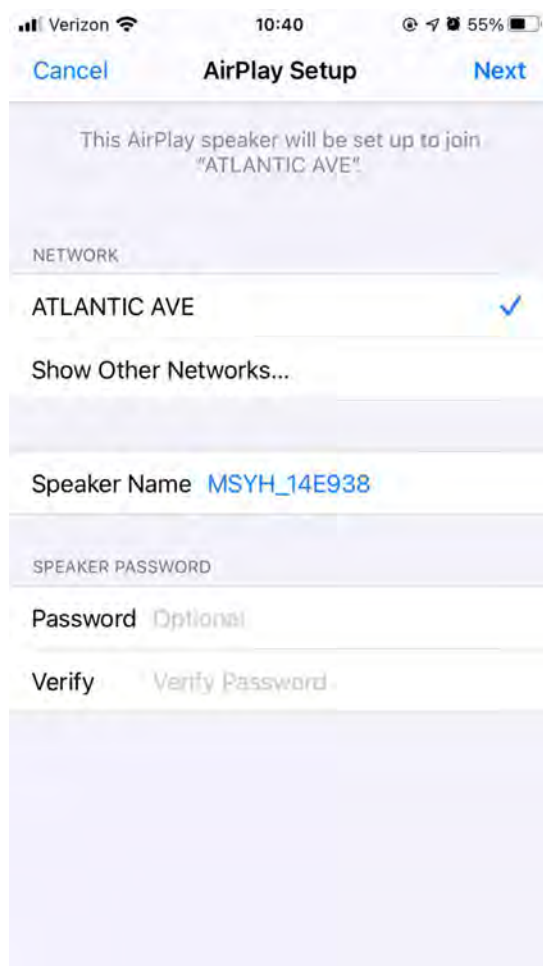 Verizon 10:40 55%
Cancel AirPlay Setup Next
This AirPlay speaker will be set up to join
"ATLANTIC AVE".
NETWORK
ATLANTIC AVE
Show Other Networks...
Speaker Name MSYH_14E938
SPEAKER PASSWORD
Password Optional
Verify Verify Password